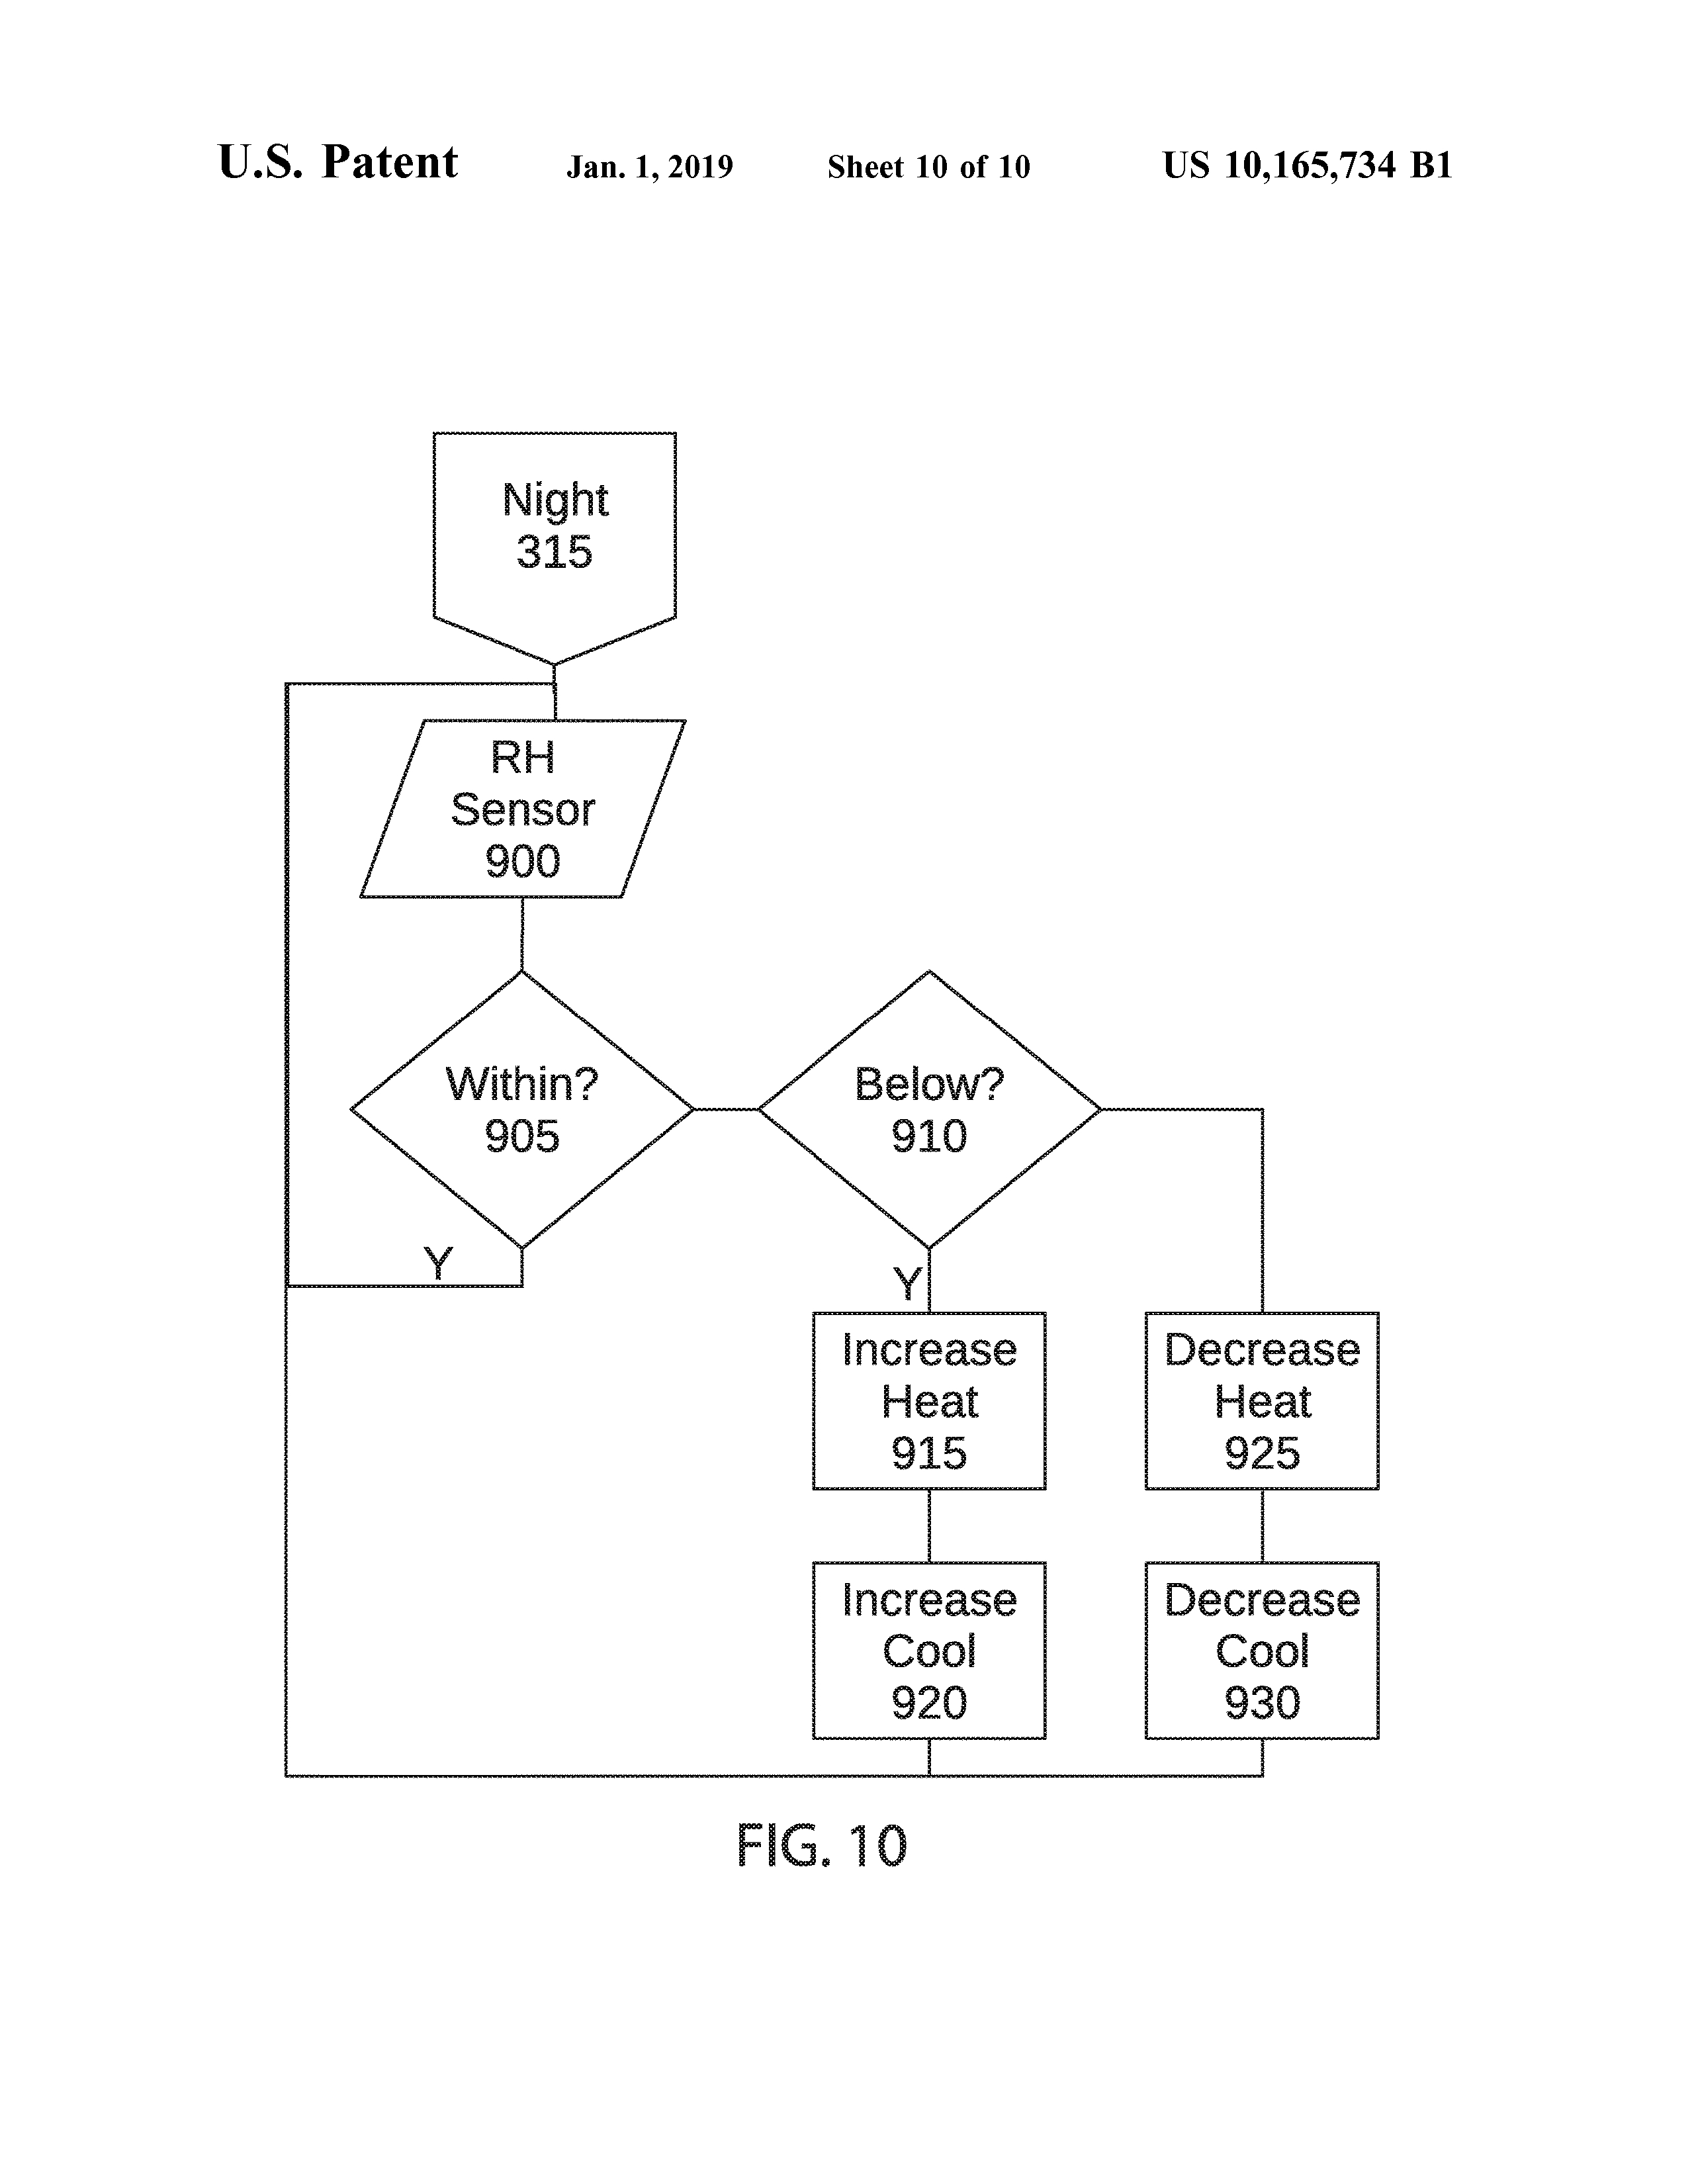 U.S. Patent Jan. 1, 2019 Sheet 10 of 10 US 10,165,734 B1
Night
315
RH
Sensor
900
Within?
905
Y
Below?
910
Y
Increase
Heat
915
Decrease
Heat
925
Increase
Cool
920
Decrease
Cool
930
FIG. 10